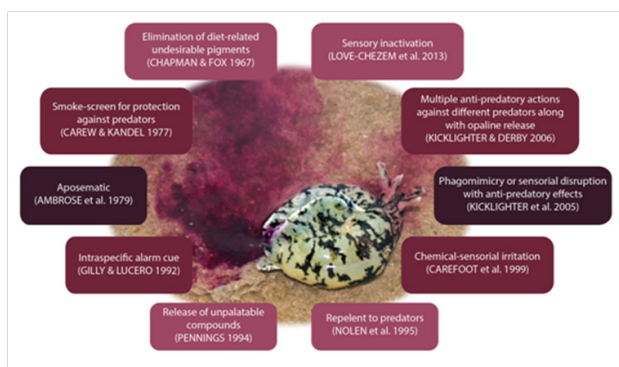 Elimination of diet-related
undesirable pigments
(CHAPMAN & FOX 1967)
Sensory inactivation
(LOVE-CHEZEM et al. 2013)
Smoke-screen for protection
against predators
(CAREW & KANDEL 1977)
Multiple anti-predatory actions
against different predators along
with opaline release
(KICKLIGHTER & DERBY 2006)
Aposematic
(AMBROSE et al. 1979)
Phagomimicry or sensorial disruption
with anti-predatory effects
(KICKLIGHTER et al. 2005)
Intraspecific alarm cue
(GILLY & LUCERO 1992)
Chemical-sensorial irritation
(CAREFOOT et al. 1999)
Release of unpalatable
compounds
(PENNINGS 1994)
Repelent to predators
(NOLEN et al. 1995)